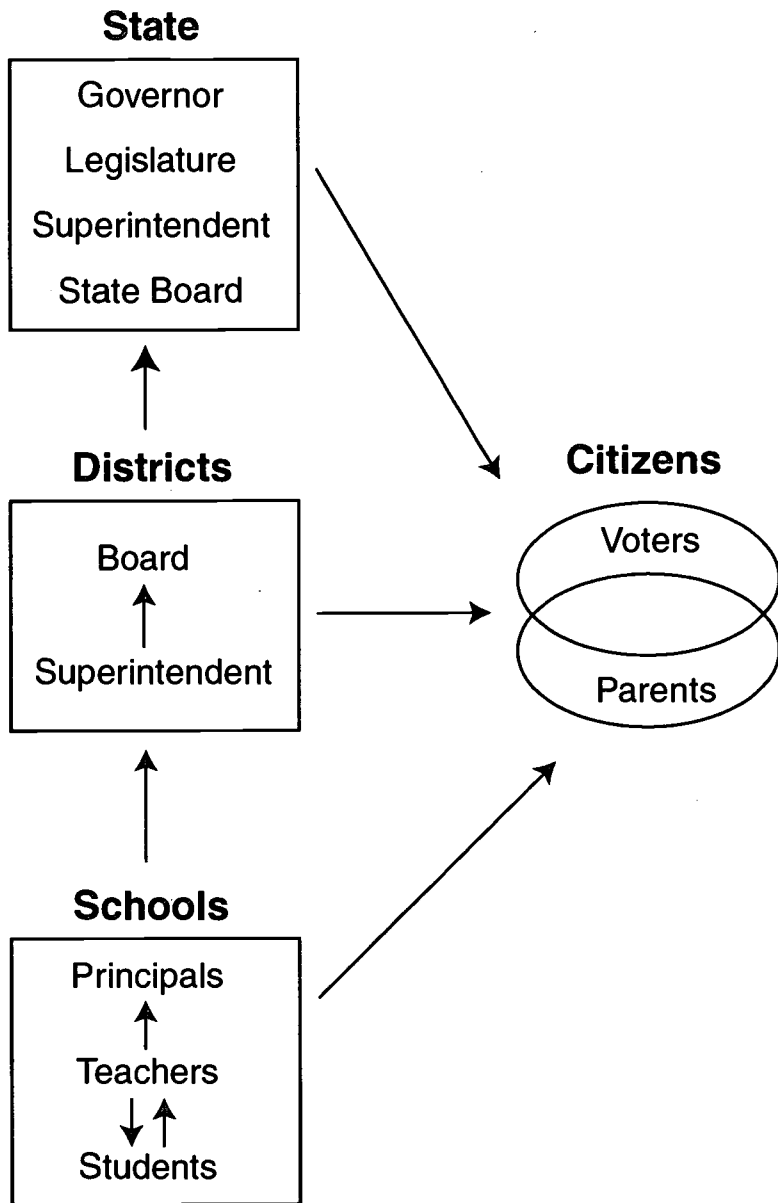 State
Governor
Legislature
Superintendent
State Board
Districts
Board
Superintendent
Citizens
Voters
Parents
Schools
Principals
Teachers
Students